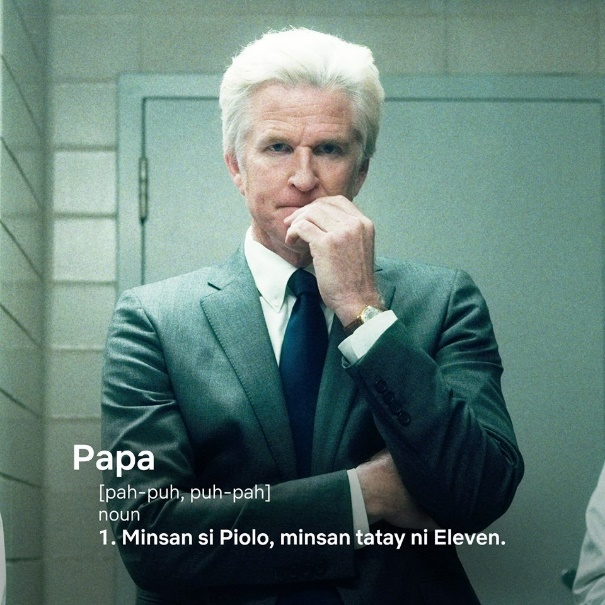 Papa
[pah-puh, puh-pah]
noun
1. Minsan si Piolo, minsan tatay ni Eleven.